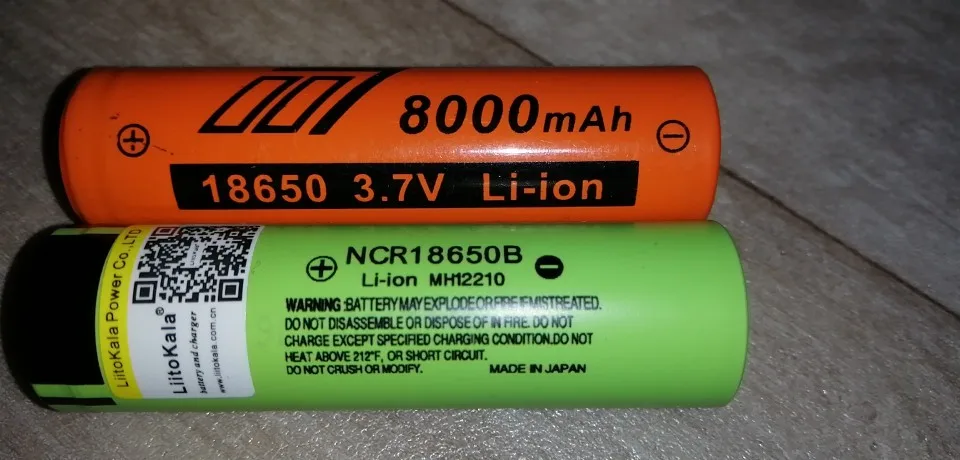 8000mAh
18650 3.7V Li-ion
LiitoKala Power Co.,LTD
LiitoKala®
battery and charger
www.liitokala.com.cn
NCR18650B
Li-ion MH12210
WARNING:BATTERY MAY EXPLODE OR FIRE IF MISTREATED.
DO NOT DISASSEMBLE OR DISPOSE OF IN FIRE. DO NOT
CHARGE EXCEPT SPECIFIED CHARGING CONDITION.DO NOT
HEAT ABOVE 212°F, OR SHORT CIRCUIT.
DO NOT CRUSH OR MODIFY. MADE IN JAPAN